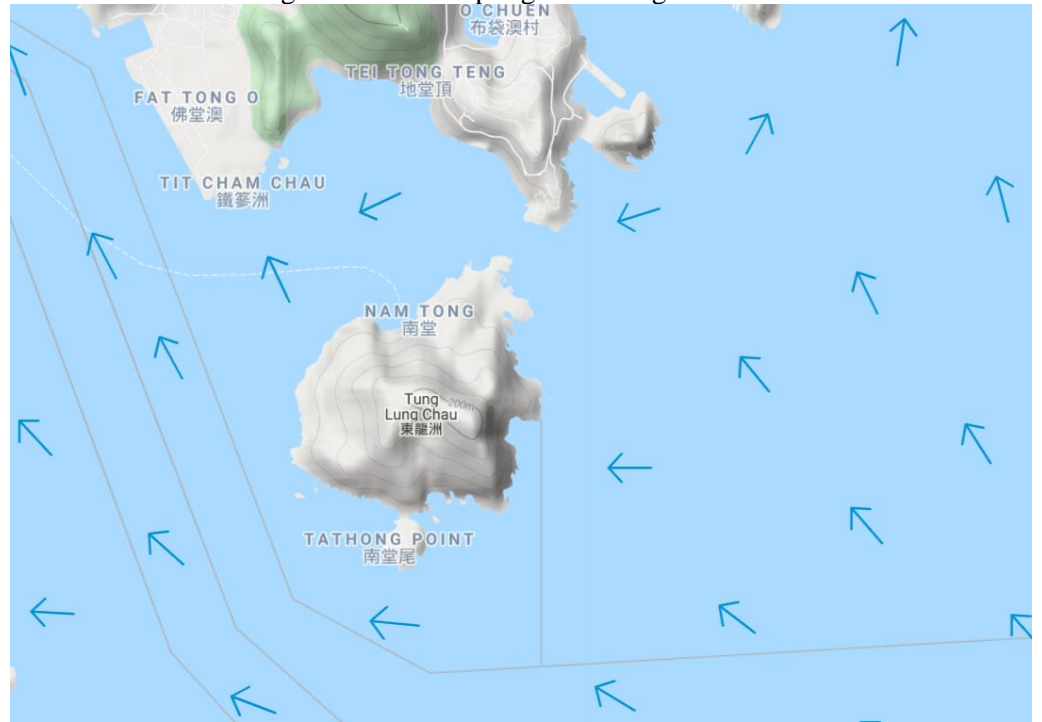 O CHUEN
布袋澳村
TEI TONG TENG
地堂頂
FAT TONG O
佛堂澳
TIT CHAM CHAU
鐵篸洲
NAM TONG
南堂
200m
Tung
Lung Chau
東龍洲
TATHONG POINT
南堂尾